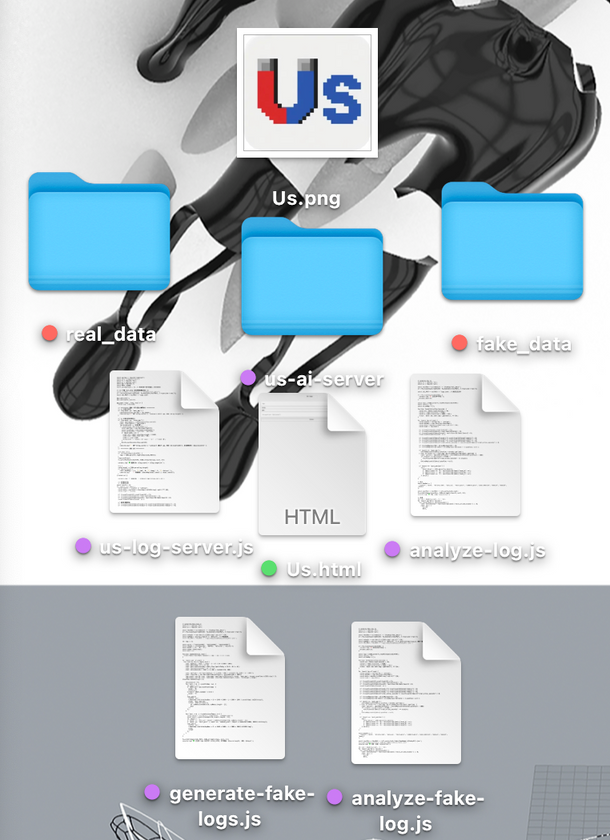 Us
Us.png
real_data
fake_data
us-ai-server
HTML
us-log-server.js
analyze-log.js
Us.html
generate-fake-
logs.js
analyze-fake-
log.js